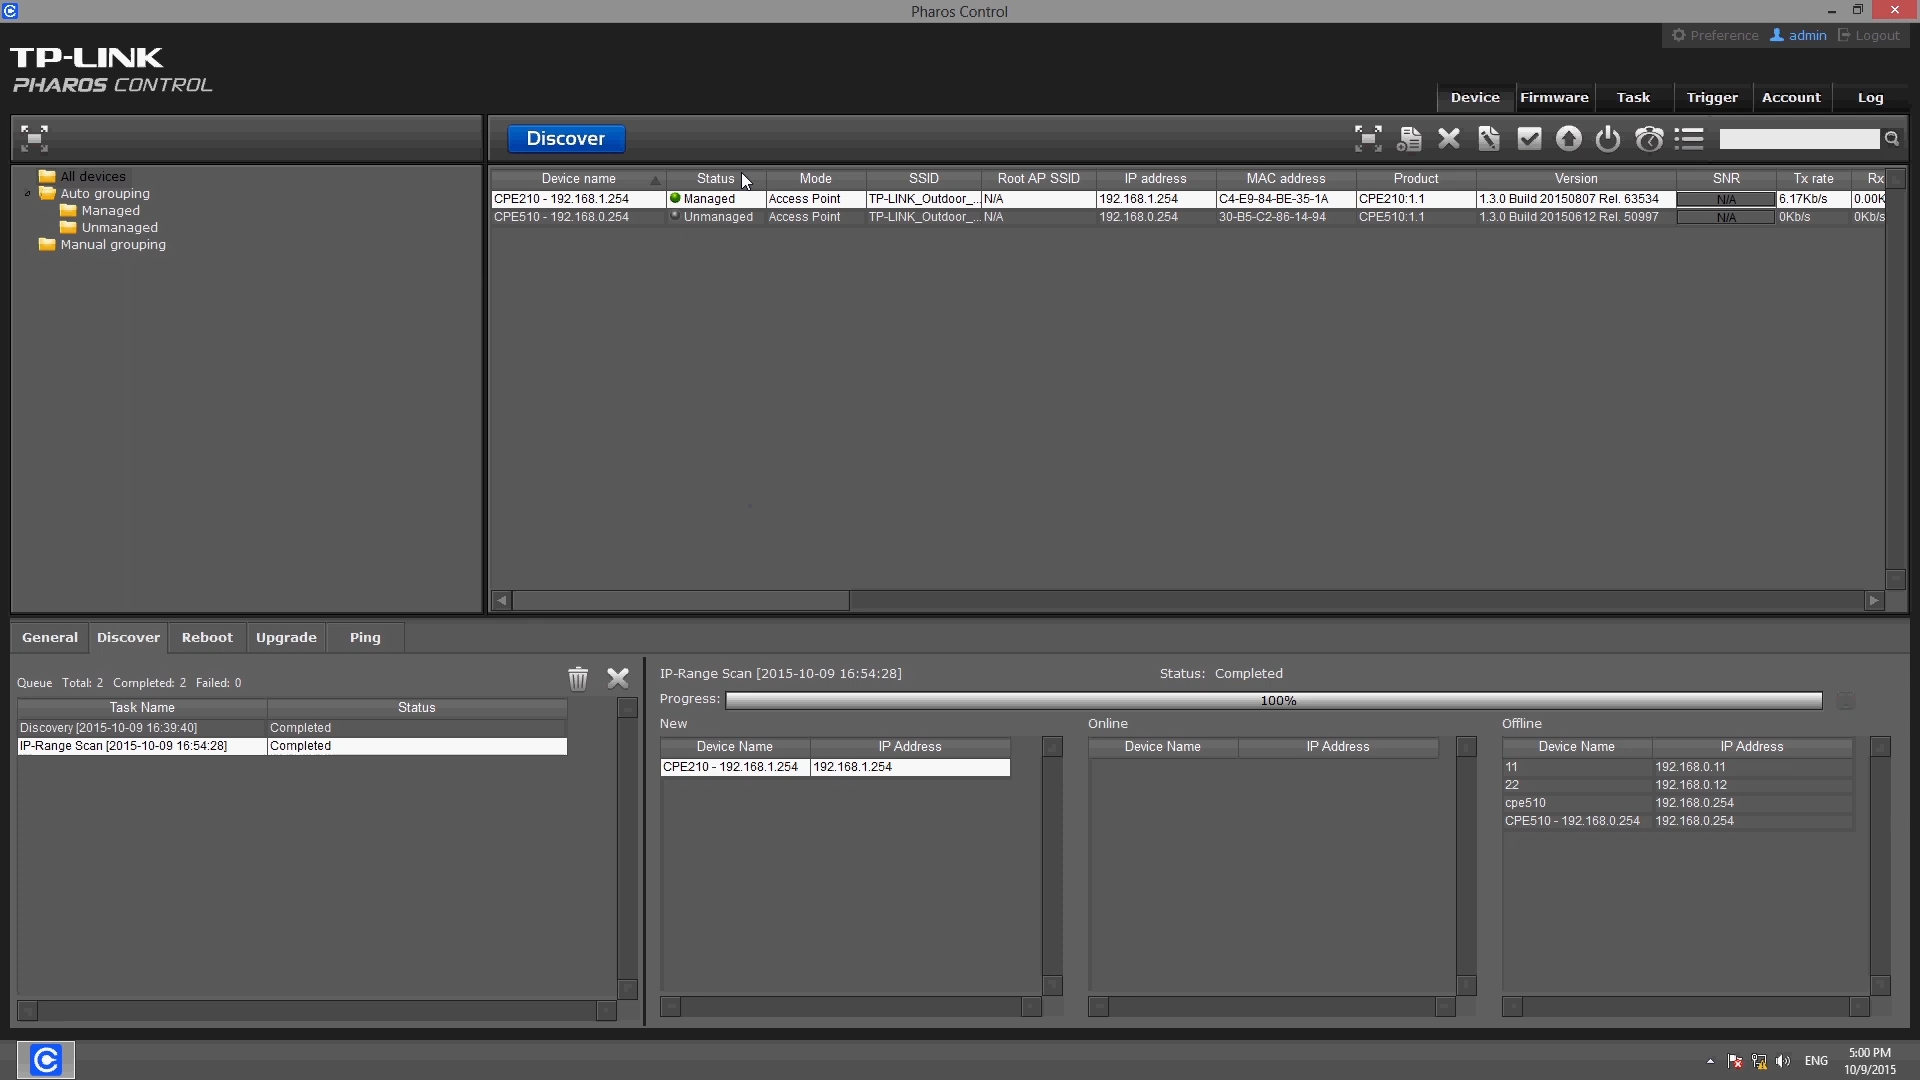 Pharos Control
Preference admin Logout
TP-LINK
PHAROS CONTROL
Device Firmware Task Trigger Account Log
Discover
All devices
Auto grouping
Managed
Unmanaged
Manual grouping
Device name Status Mode SSID Root AP SSID IP address MAC address Product Version SNR Tx rate Rx
CPE210 - 192.168.1.254 Managed Access Point TP-LINK_Outdoor_... N/A 192.168.1.254 C4-E9-84-BE-35-1A CPE210:1.1 1.3.0 Build 20150807 Rel. 63534 N/A 6.17Kb/s 0.00K
CPE510 - 192.168.0.254 Unmanaged Access Point TP-LINK_Outdoor_... N/A 192.168.0.254 30-B5-C2-86-14-94 CPE510:1.1 1.3.0 Build 20150612 Rel. 50997 N/A 0Kb/s 0Kb/s
General Discover Reboot Upgrade Ping
Queue Total: 2 Completed: 2 Failed: 0
Task Name Status
Discovery [2015-10-09 16:39:40] Completed
IP-Range Scan [2015-10-09 16:54:28] Completed
IP-Range Scan [2015-10-09 16:54:28] Status: Completed
Progress: 100%
New
Device Name IP Address
CPE210 - 192.168.1.254 192.168.1.254
Online
Device Name IP Address
Offline
Device Name IP Address
11 192.168.0.11
22 192.168.0.12
cpe510 192.168.0.254
CPE510 - 192.168.0.254 192.168.0.254
ENG
5:00 PM
10/9/2015